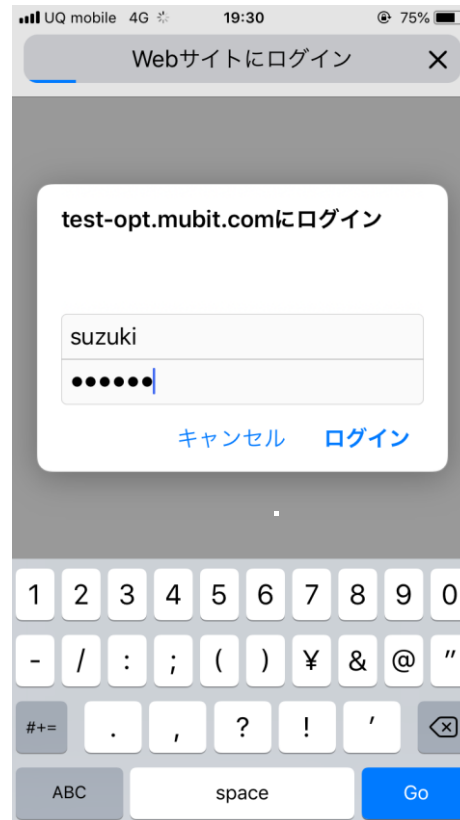 UQ mobile 4G 19:30 75%
Webサイトにログイン
test-opt.mubit.comにログイン
suzuki
••••••
キャンセル ログイン
1 2 3 4 5 6 7 8 9 0
- / : ; ( ) ¥ & @ "
#+= . , ? ! ’
ABC space Go